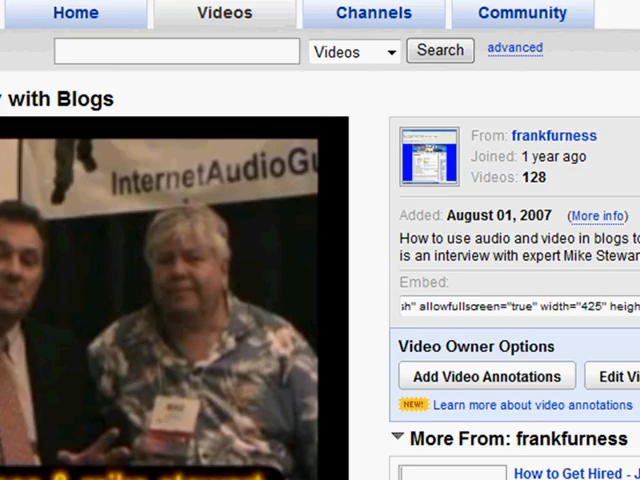 Home Videos Channels Community
Videos Search advanced
with Blogs
InternetAudioGu
From: frankfurness
Joined: 1 year ago
Videos: 128
Added: August 01, 2007 (More info)
How to use audio and video in blogs to
is an interview with expert Mike Stewar
Embed:
sh" allowfullscreen="true" width="425" heigh
Video Owner Options
Add Video Annotations Edit Vi
NEW! Learn more about video annotations
More From: frankfurness
How to Get Hired - J